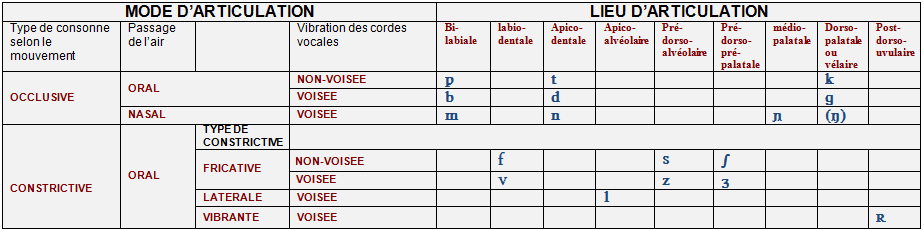 MODE D'ARTICULATION LIEU D'ARTICULATION
Type de consonne selon le mouvement Passage de l'air Vibration des cordes vocales Bi-labiale labio-dentale Apico-dentale Apico-alvéolaire Pré-dorso-alvéolaire Pré-dorso-pré-palatale médio-palatale Dorso-palatale ou vélaire Post-dorso-uvulaire
OCCLUSIVE ORAL NON-VOISEE p t k
VOISEE b d ɡ
NASAL VOISEE m n ɲ (ŋ)
CONSTRICTIVE ORAL TYPE DE CONSTRICTIVE
FRICATIVE NON-VOISEE f s ʃ
VOISEE v z ʒ
LATERALE VOISEE l
VIBRANTE VOISEE ʀ